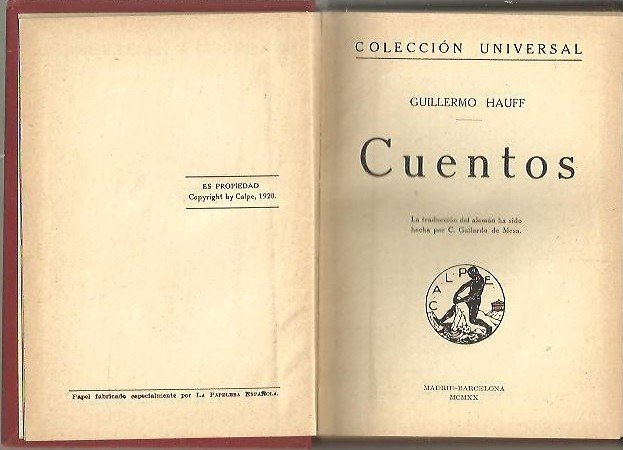 ES PROPIEDAD
Copyright by Calpe, 1920.
Papel fabricado especialmente por LA PAPELERA ESPAÑOLA.
COLECCIÓN UNIVERSAL
GUILLERMO HAUFF
Cuentos
La traducción del alemán ha sido
hecha por C. Gallardo de Mesa.
CALPE
MADRID-BARCELONA
MCMXX